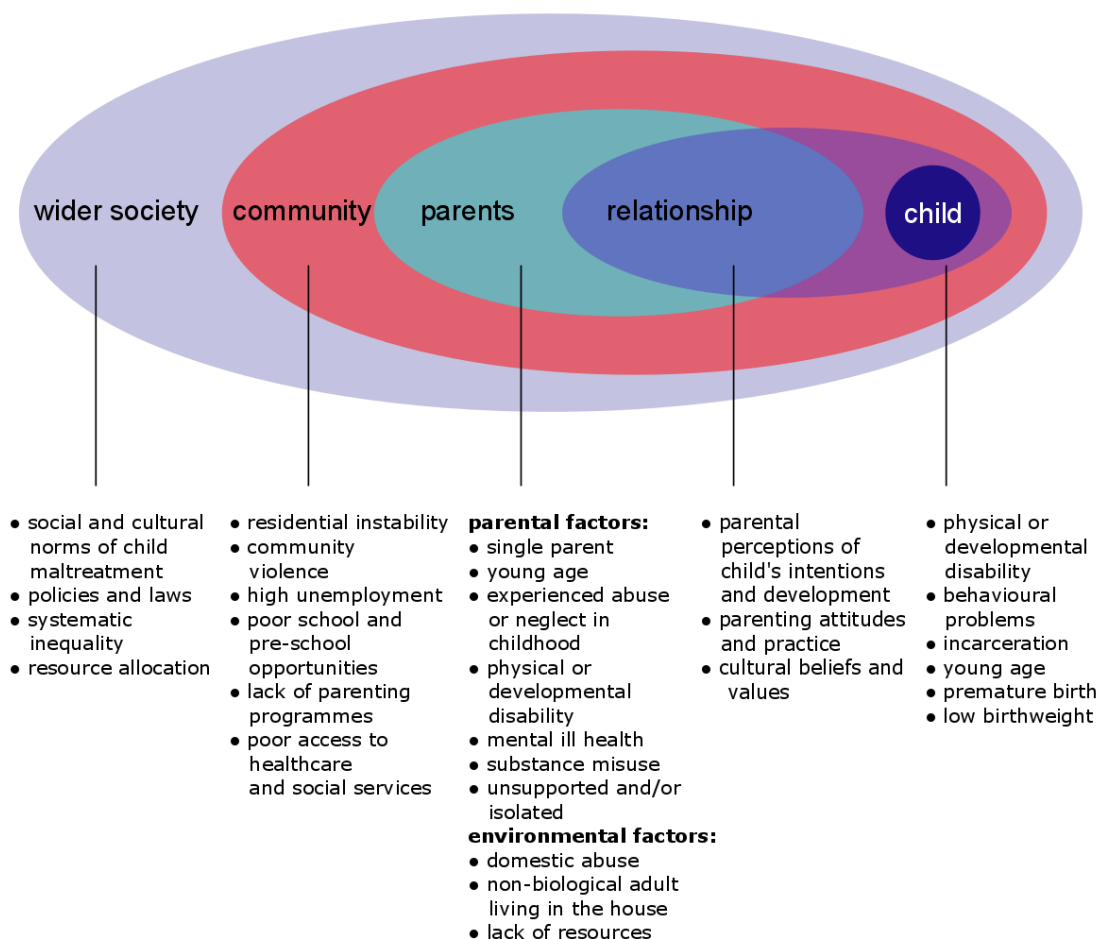 wider society
community
parents
relationship
child
● social and cultural
norms of child
maltreatment
● policies and laws
● systematic
inequality
● resource allocation
● residential instability
● community
violence
● high unemployment
● poor school and
pre-school
opportunities
● lack of parenting
programmes
● poor access to
healthcare
and social services
parental factors:
● single parent
● young age
● experienced abuse
or neglect in
childhood
● physical or
developmental
disability
● mental ill health
● substance misuse
● unsupported and/or
isolated
environmental factors:
● domestic abuse
● non-biological adult
living in the house
● lack of resources
● parental
perceptions of
child's intentions
and development
● parenting attitudes
and practice
● cultural beliefs and
values
● physical or
developmental
disability
● behavioural
problems
● incarceration
● young age
● premature birth
● low birthweight